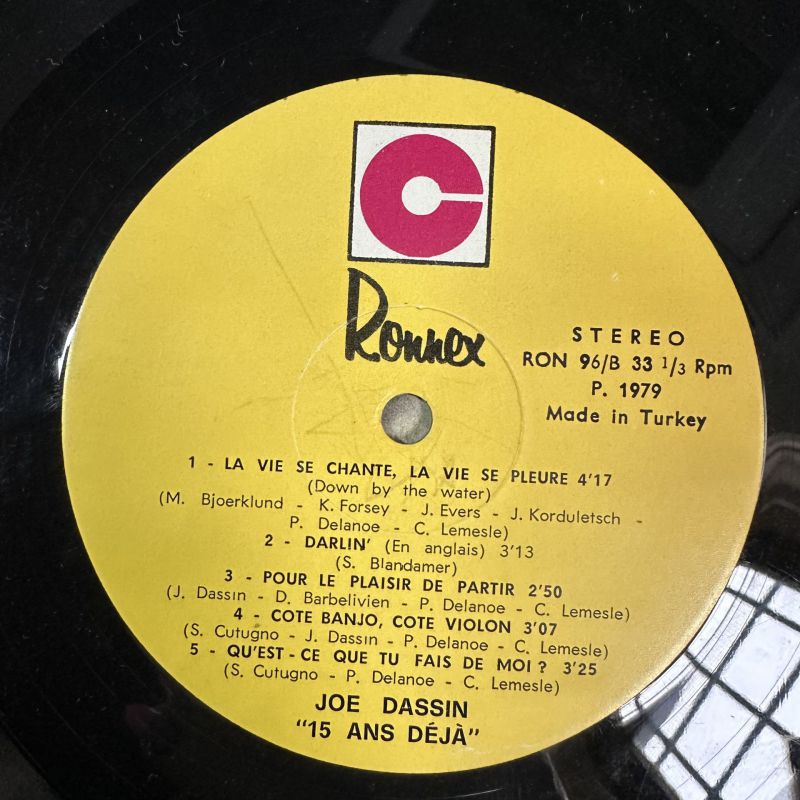 Ronnex
STEREO
RON 96/B 33 1/3 Rpm
P. 1979
Made in Turkey
1 - LA VIE SE CHANTE, LA VIE SE PLEURE 4'17
(Down by the water)
(M. Bjoerklund - K. Forsey - J. Evers - J. Korduletsch -
P. Delanoe - C. Lemesle)
2 - DARLIN' (En anglais) 3'13
(S. Blandamer)
3 - POUR LE PLAISIR DE PARTIR 2'50
(J. Dassin - D. Barbelivien - P. Delanoe - C. Lemesle)
4 - COTE BANJO, COTE VIOLON 3'07
(S. Cutugno - J. Dassin - P. Delanoe - C. Lemesle)
5 - QU'EST-CE QUE TU FAIS DE MOI ? 3'25
(S. Cutugno - P. Delanoe - C. Lemesle)
JOE DASSIN
"15 ANS DÉJÀ"